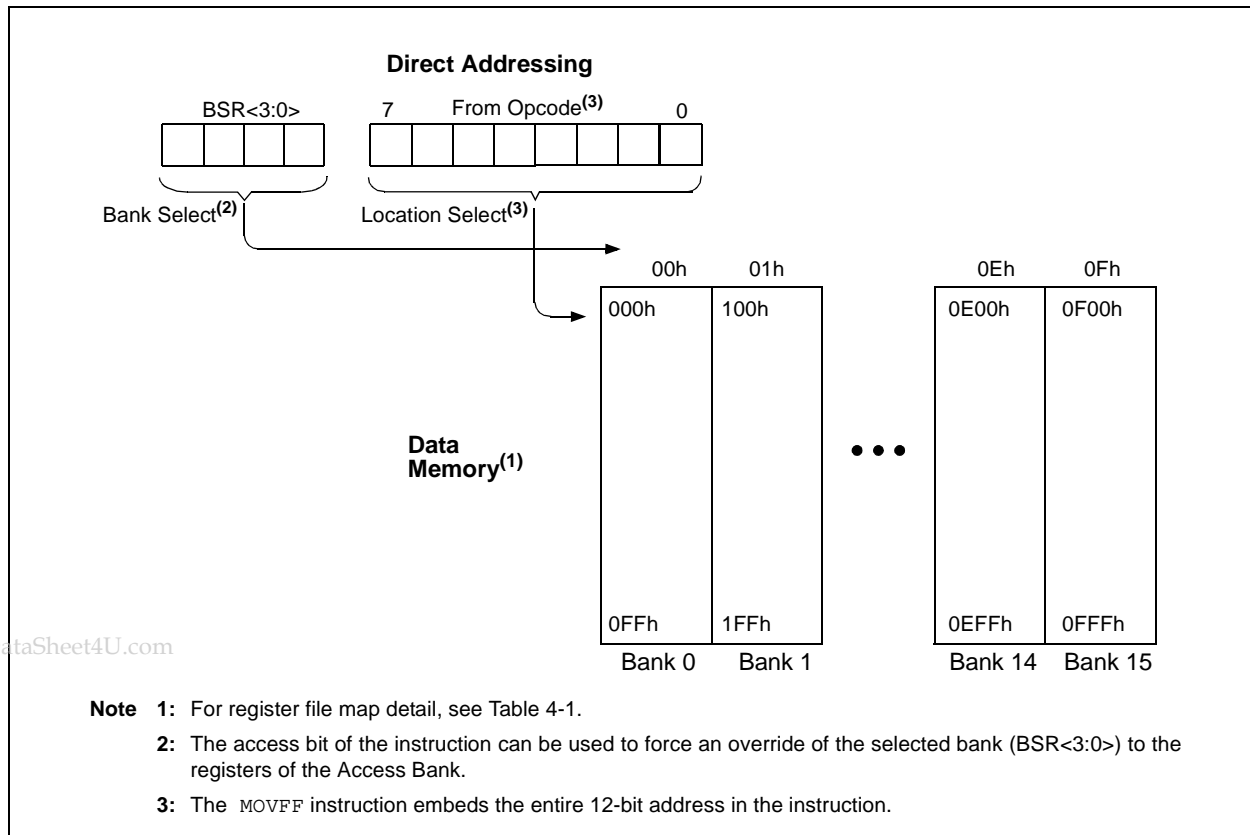 Direct Addressing
BSR<3:0> 7 From Opcode(3) 0
Bank Select(2) Location Select(3)
00h 01h 0Eh 0Fh
000h 100h 0E00h 0F00h
Data
Memory(1)
0FFh 1FFh 0EFFh 0FFFh
Bank 0 Bank 1 Bank 14 Bank 15
ataSheet4U.com
Note 1: For register file map detail, see Table 4-1.
2: The access bit of the instruction can be used to force an override of the selected bank (BSR<3:0>) to the
registers of the Access Bank.
3: The MOVFF instruction embeds the entire 12-bit address in the instruction.